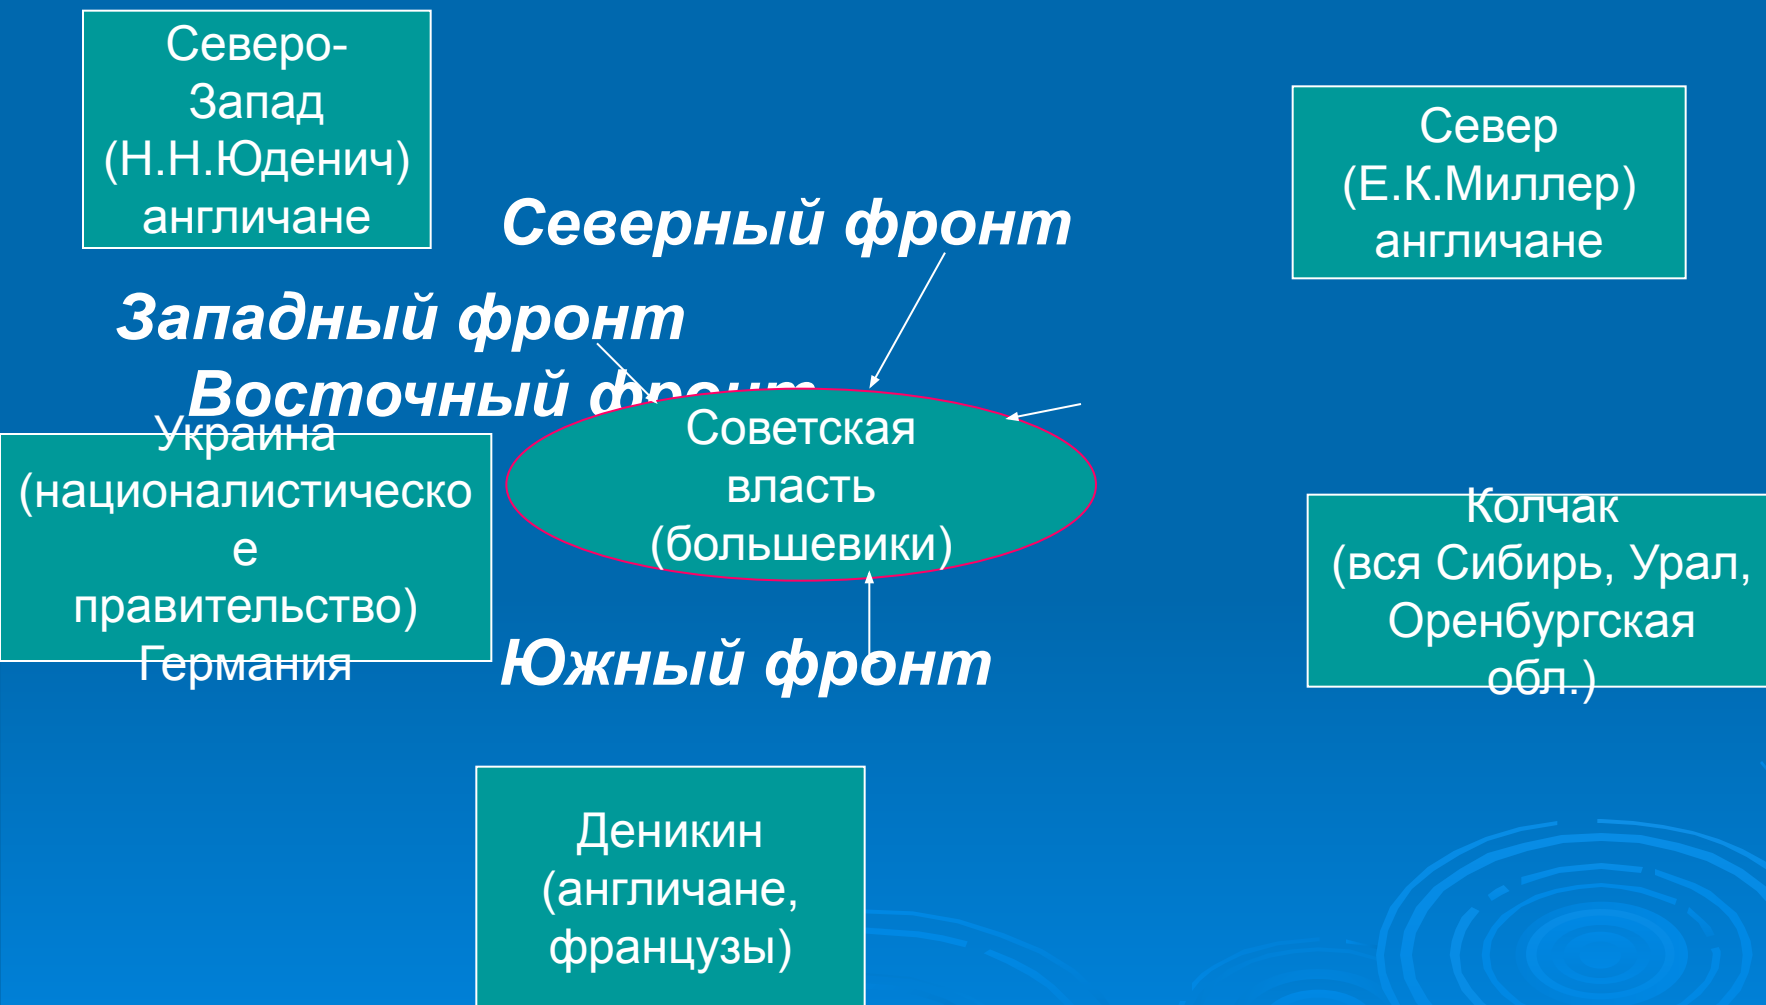 Северо-
Запад
(Н.Н.Юденич)
англичане
Север
(Е.К.Миллер)
англичане
Северный фронт
Западный фронт
Восточный фронт
Украина
(националистическо
е
правительство)
Германия
Советская
власть
(большевики)
Колчак
(вся Сибирь, Урал,
Оренбургская
обл.)
Южный фронт
Деникин
(англичане,
французы)